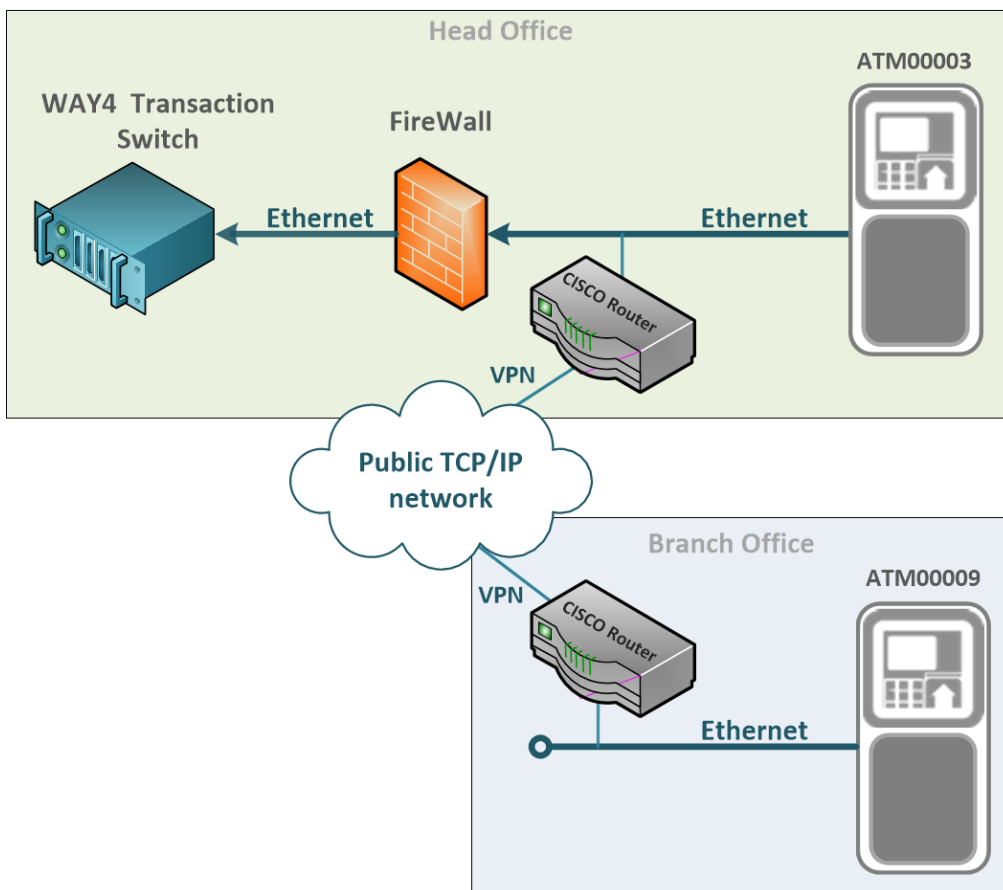 Head Office
ATM00003
WAY4 Transaction
Switch
FireWall
Ethernet
Ethernet
CISCO Router
VPN
Public TCP/IP
network
Branch Office
ATM00009
VPN
CISCO Router
Ethernet